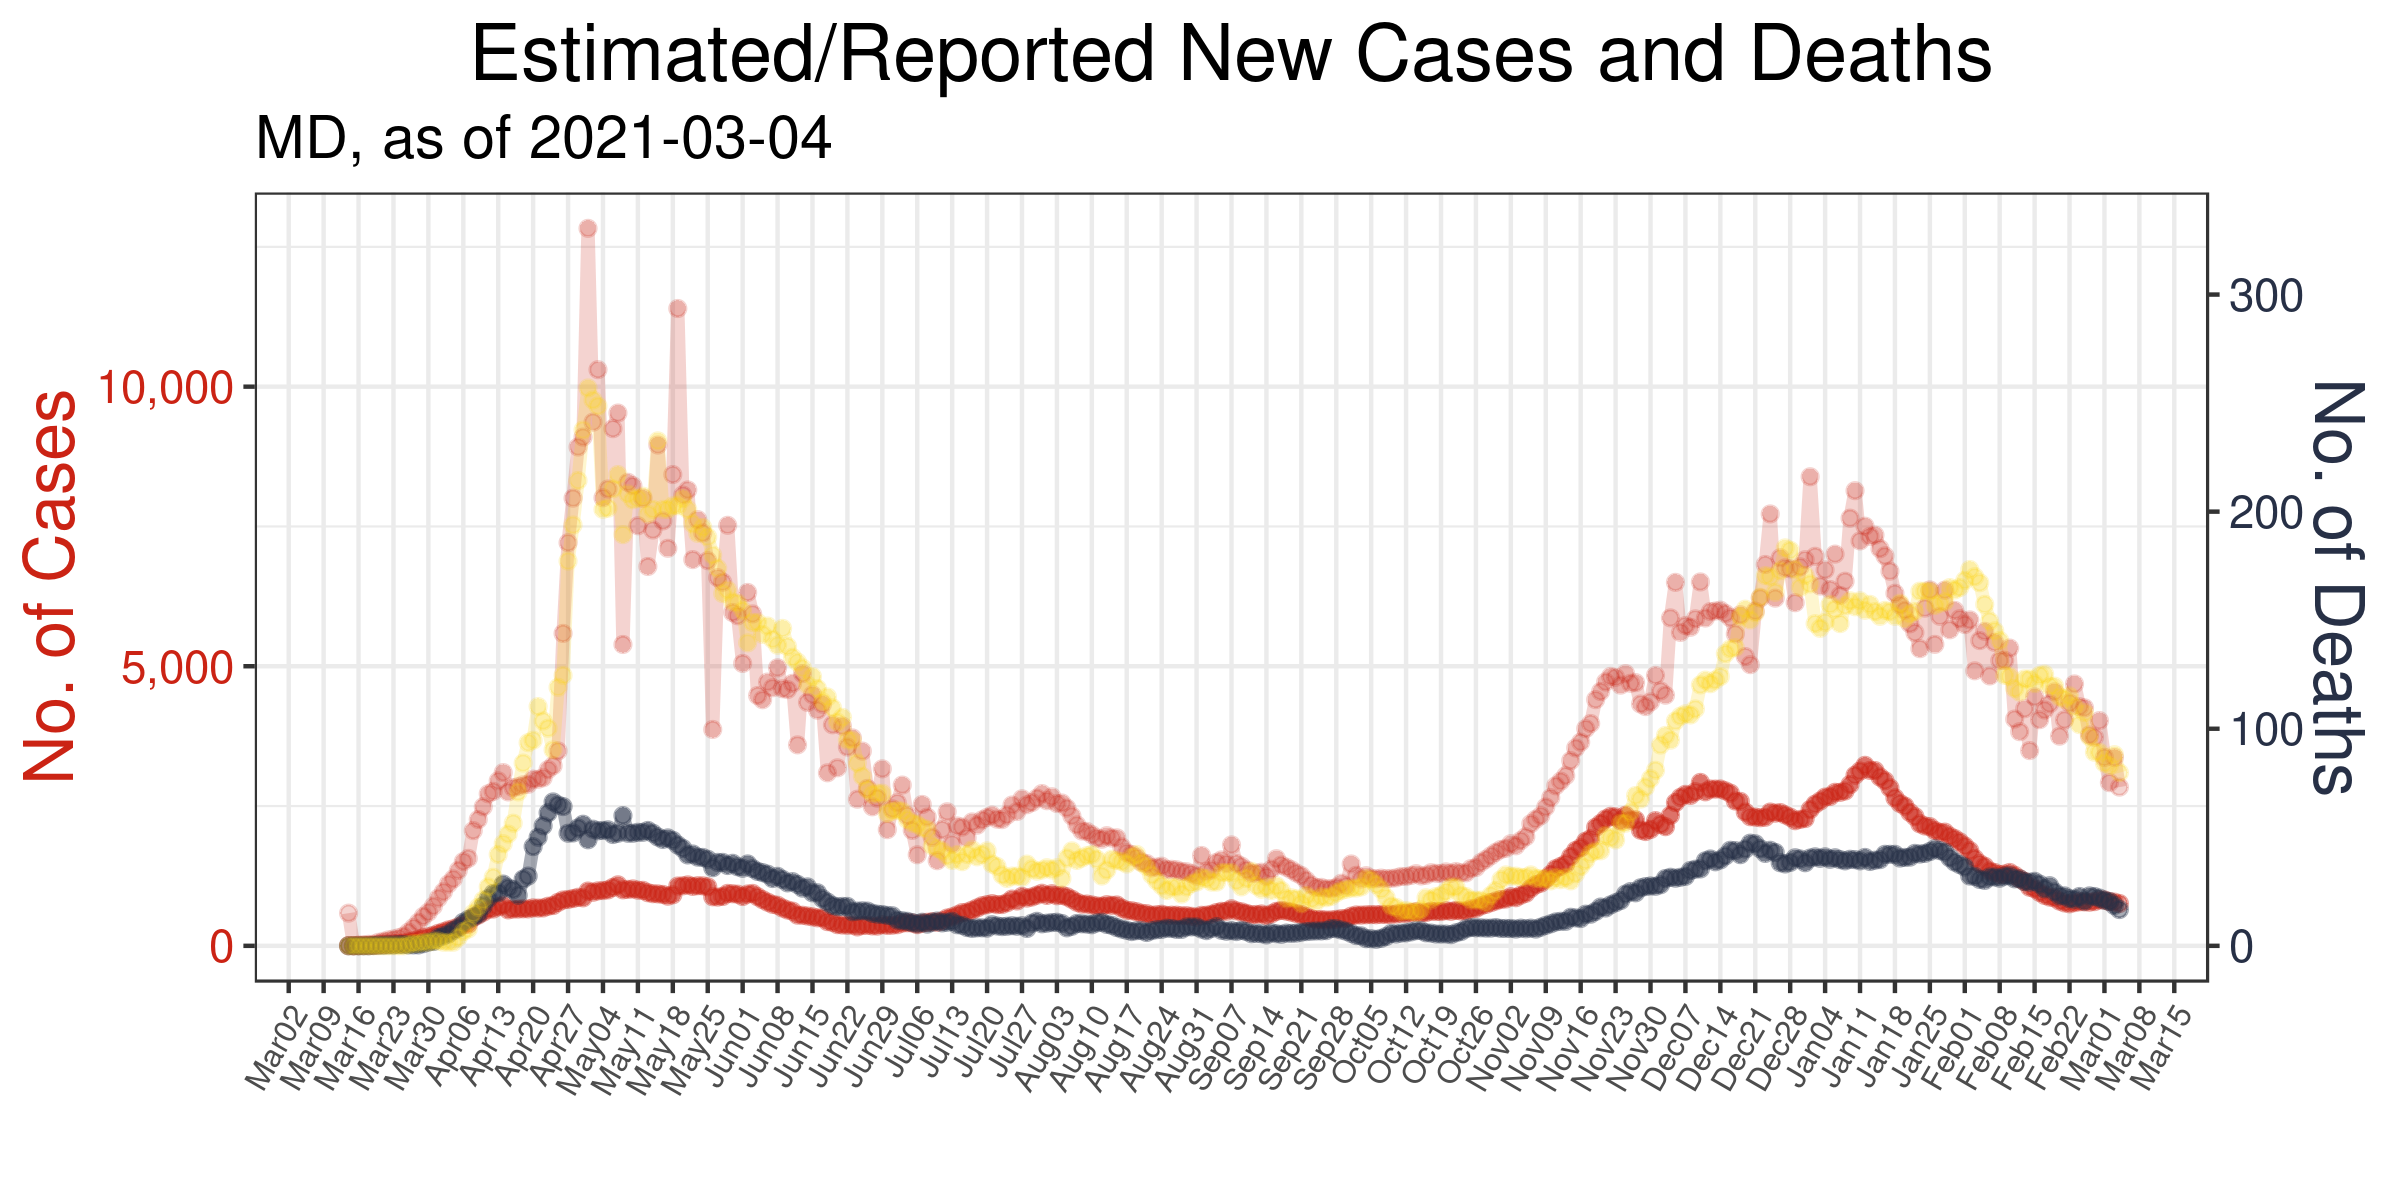 Estimated/Reported New Cases and Deaths
MD, as of 2021-03-04
No. of Cases
10,000
5,000
0
300
200
100
0
No. of Deaths
Mar02
Mar09
Mar16
Mar23
Mar30
Apr06
Apr13
Apr20
Apr27
May04
May11
May18
May25
Jun01
Jun08
Jun15
Jun22
Jun29
Jul06
Jul13
Jul20
Jul27
Aug03
Aug10
Aug17
Aug24
Aug31
Sep07
Sep14
Sep21
Sep28
Oct05
Oct12
Oct19
Oct26
Nov02
Nov09
Nov16
Nov23
Nov30
Dec07
Dec14
Dec21
Dec28
Jan04
Jan11
Jan18
Jan25
Feb01
Feb08
Feb15
Feb22
Mar01
Mar08
Mar15